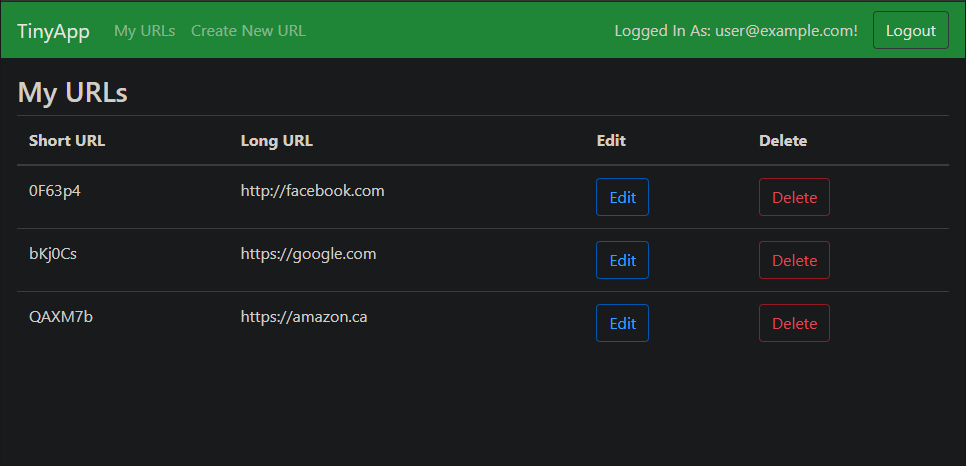 TinyApp My URLs Create New URL Logged In As: user@example.com! Logout
My URLs
Short URL Long URL Edit Delete
0F63p4 http://facebook.com Edit Delete
bKj0Cs https://google.com Edit Delete
QAXM7b https://amazon.ca Edit Delete